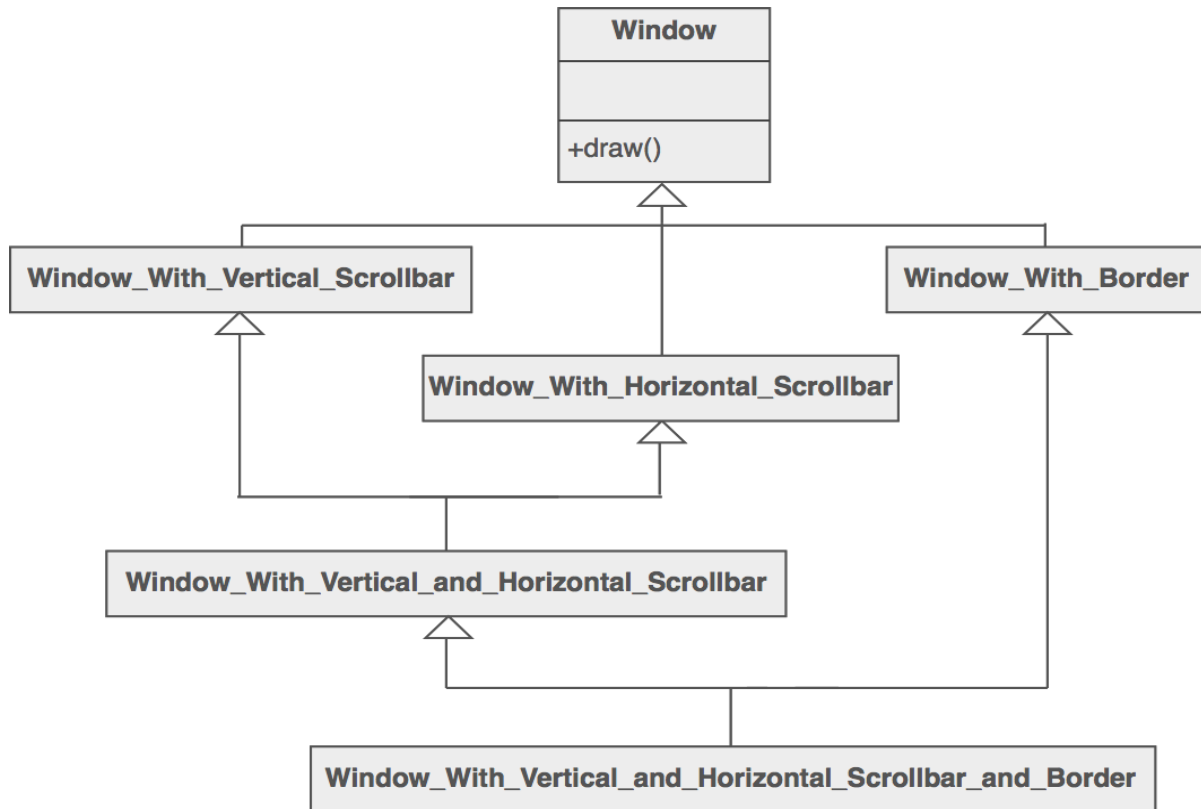 Window
+draw()
Window_With_Vertical_Scrollbar
Window_With_Border
Window_With_Horizontal_Scrollbar
Window_With_Vertical_and_Horizontal_Scrollbar
Window_With_Vertical_and_Horizontal_Scrollbar_and_Border